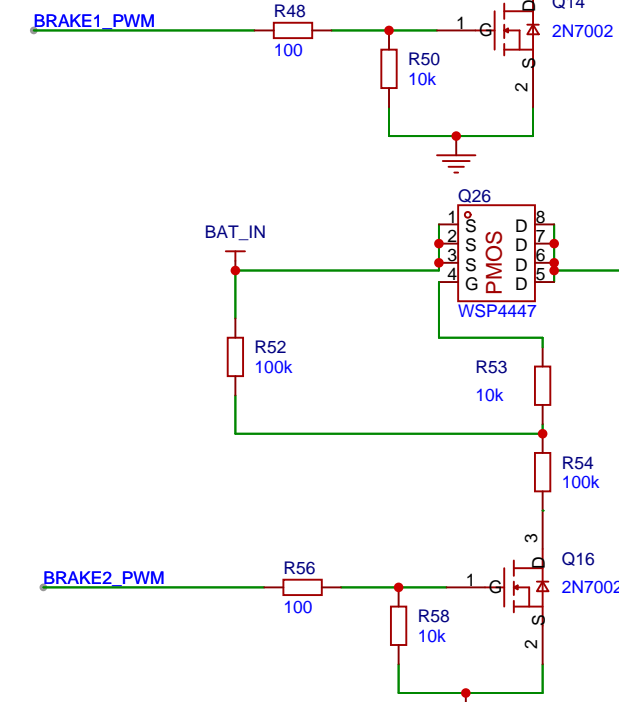 R48
Q14
BRAKE1_PWM
1
G
D
2N7002
100
R50
10k
S
2
Q26
BAT_IN
1 S D 8
2 S D 7
3 S D 6
4 G D 5
PMOS
WSP4447
R52
100k
R53
10k
R54
100k
3
D
Q16
R56
BRAKE2_PWM
1
G
2N7002
100
R58
10k
S
2